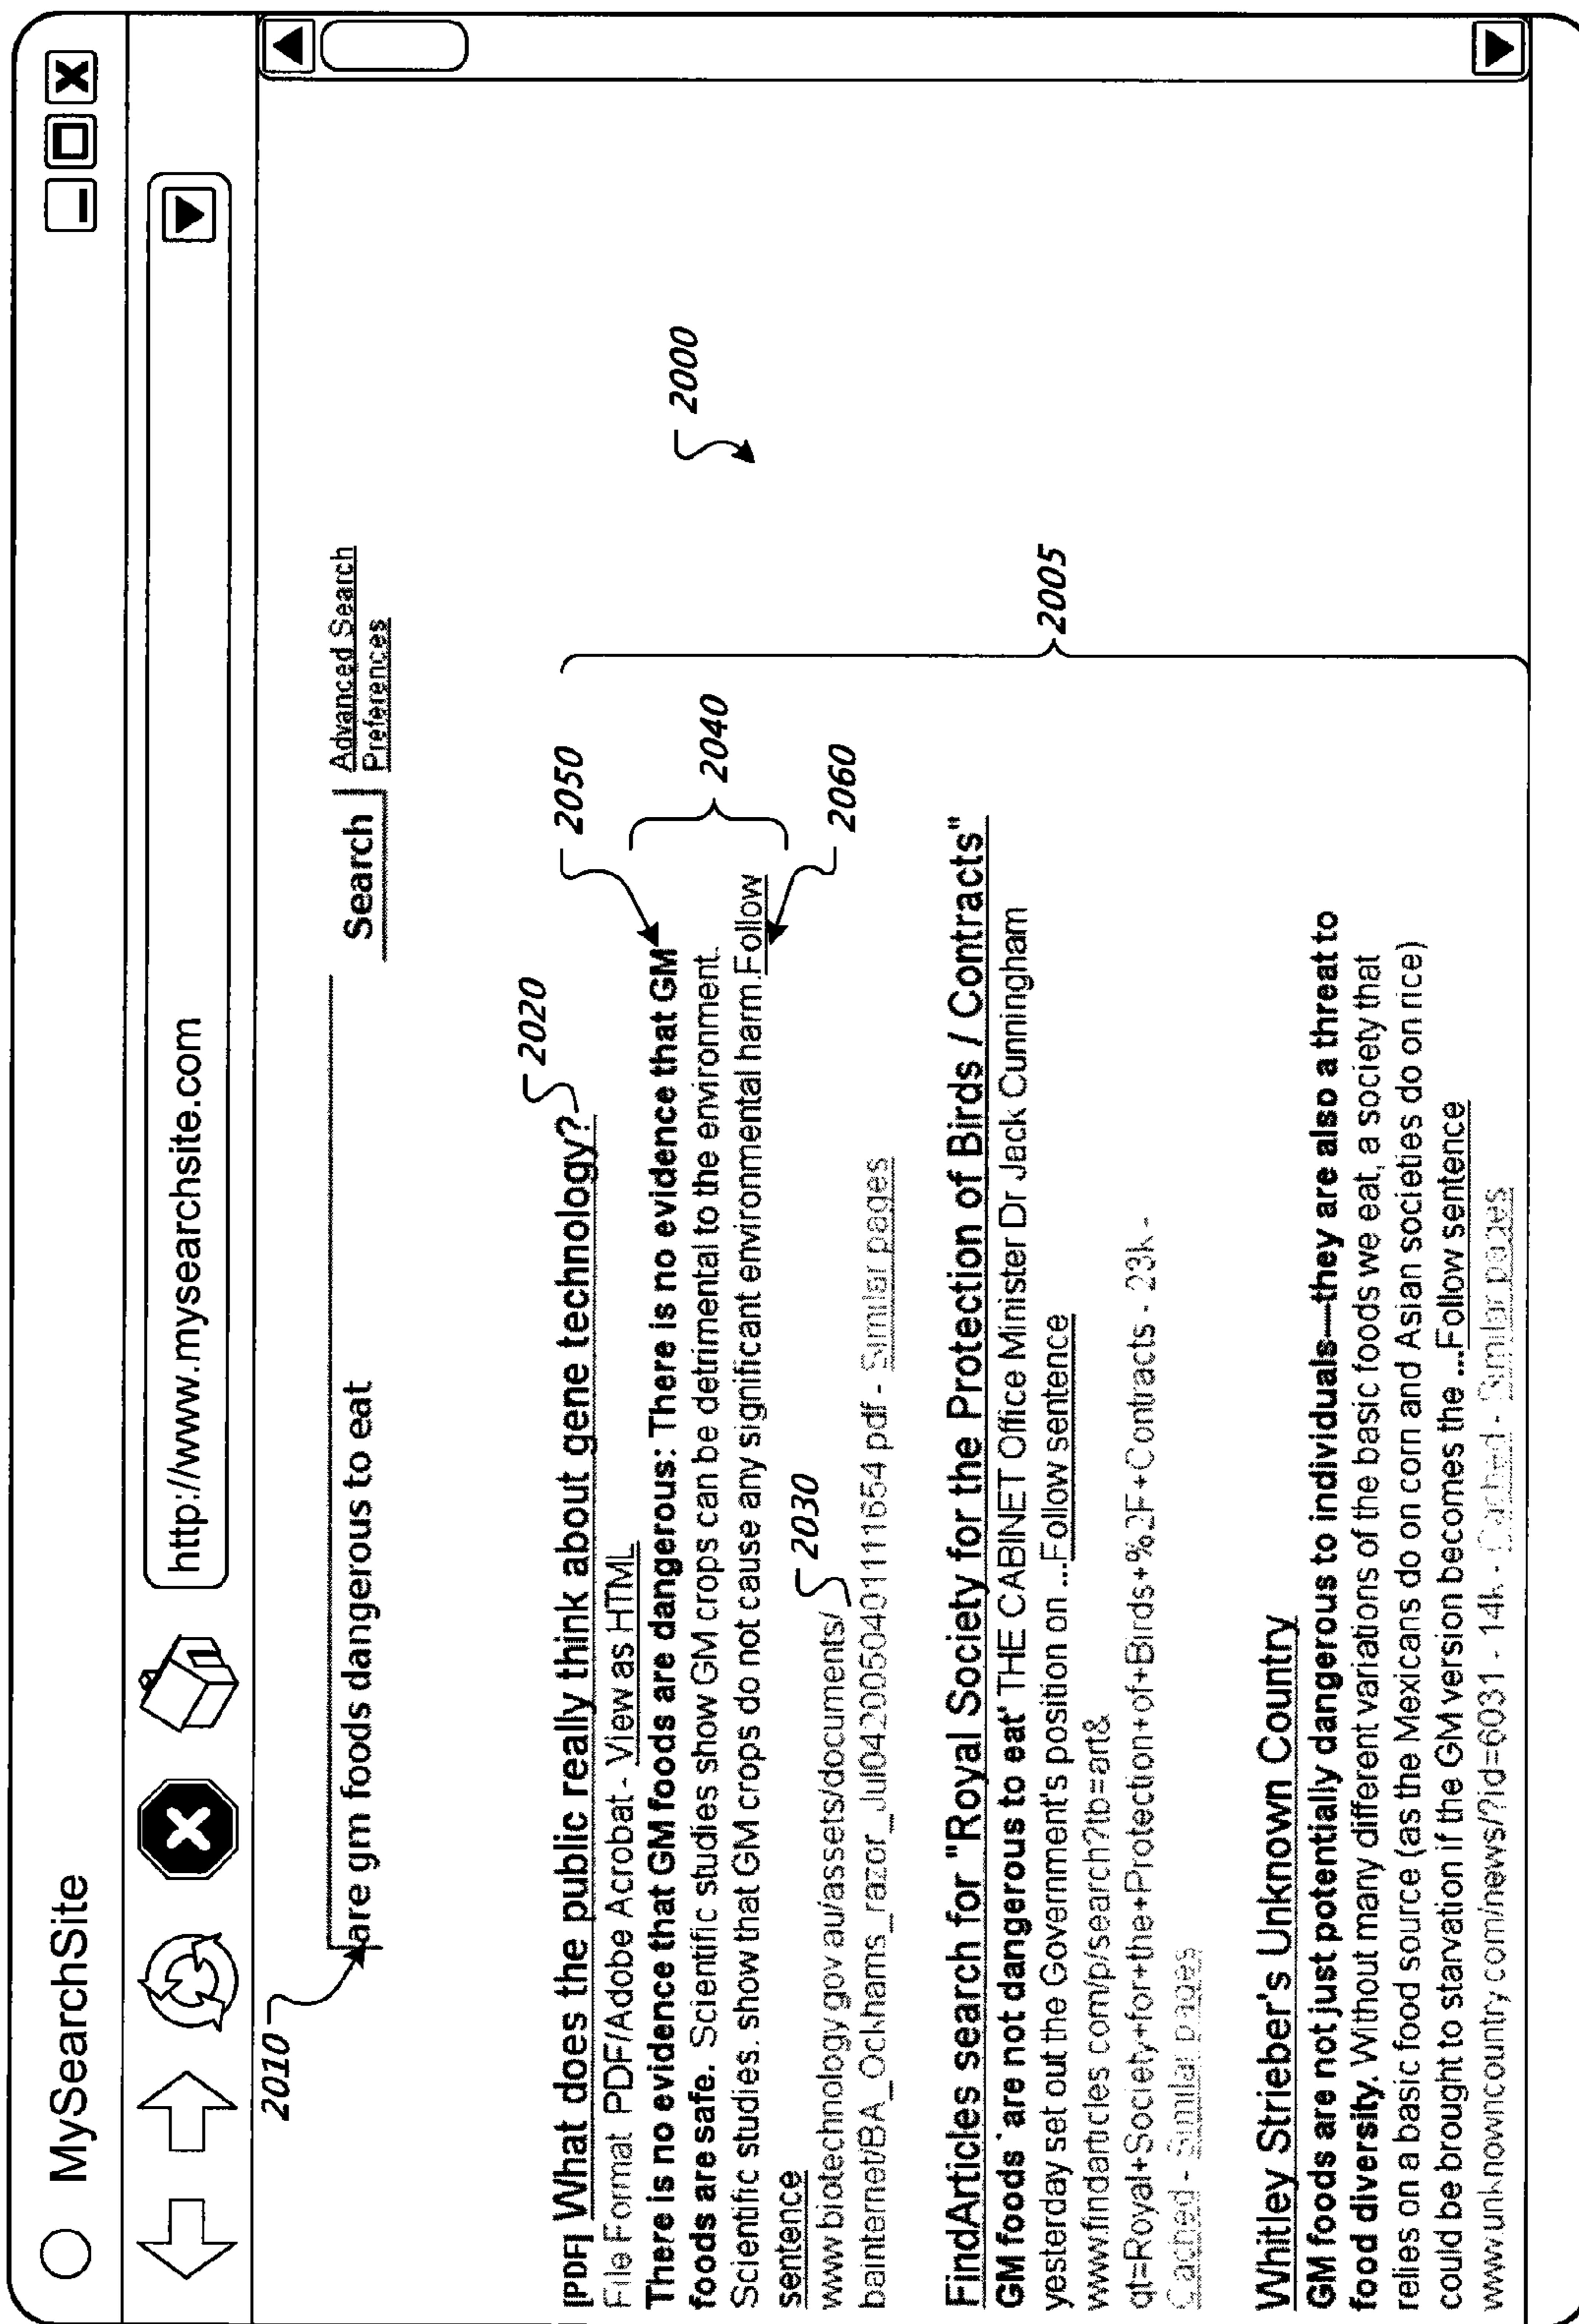 MySearchSite
http://www.mysearchsite.com
2010
are gm foods dangerous to eat
Search
Advanced Search
Preferences
2000
2020
2050
[PDF] What does the public really think about gene technology?
File Format PDF/Adobe Acrobat - View as HTML
There is no evidence that GM foods are dangerous: There is no evidence that GM
foods are safe. Scientific studies show GM crops can be detrimental to the environment.
Scientific studies. show that GM crops do not cause any significant environmental harm.Follow
sentence
2040
2060
2030
www biotechnology gov au/assets/documents/
bainternet/BA_Ockhams_razor_Jul0420050401111654 pdf - Similar pages
2005
FindArticles search for "Royal Society for the Protection of Birds / Contracts"
GM foods `are not dangerous to eat' THE CABINET Office Minister Dr Jack Cunningham
yesterday set out the Government's position on ...Follow sentence
www.findarticles com/p/search?tb=art&
qt=Royal+Society+for+the+Protection+of+Birds+%2F+Contracts - 23k -
Cached - Similar pages
Whitley Strieber's Unknown Country
GM foods are not just potentially dangerous to individuals—they are also a threat to
food diversity. Without many different variations of the basic foods we eat, a society that
relies on a basic food source (as the Mexicans do on corn and Asian societies do on rice)
could be brought to starvation if the GM version becomes the ...Follow sentence
www.unknowncountry com/news/?id=6031 - 14k - Cached - Similar pages